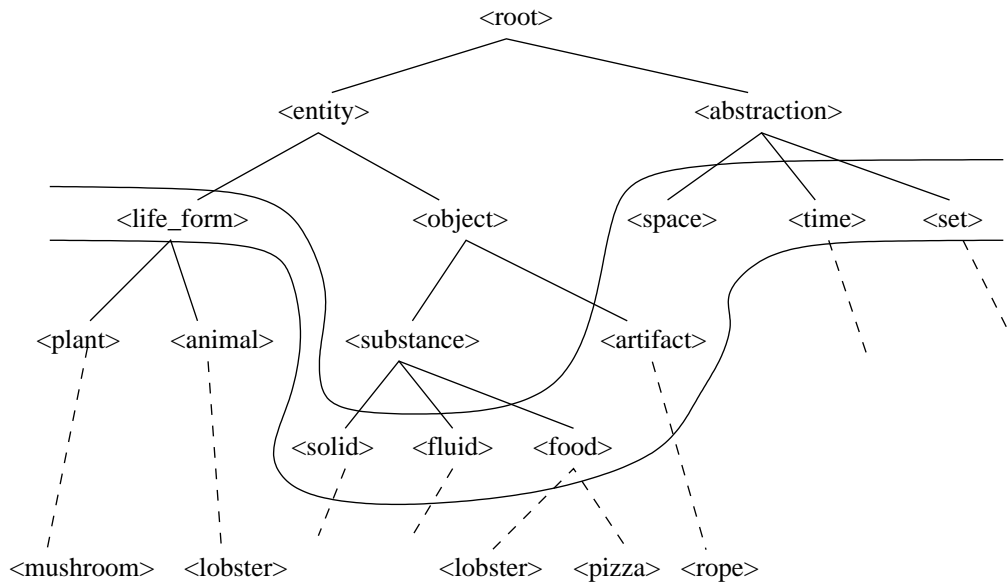 <root>
<entity> <abstraction>
<life_form> <object> <space> <time> <set>
<plant> <animal> <substance> <artifact>
<solid> <fluid> <food>
<mushroom> <lobster> <lobster> <pizza> <rope>